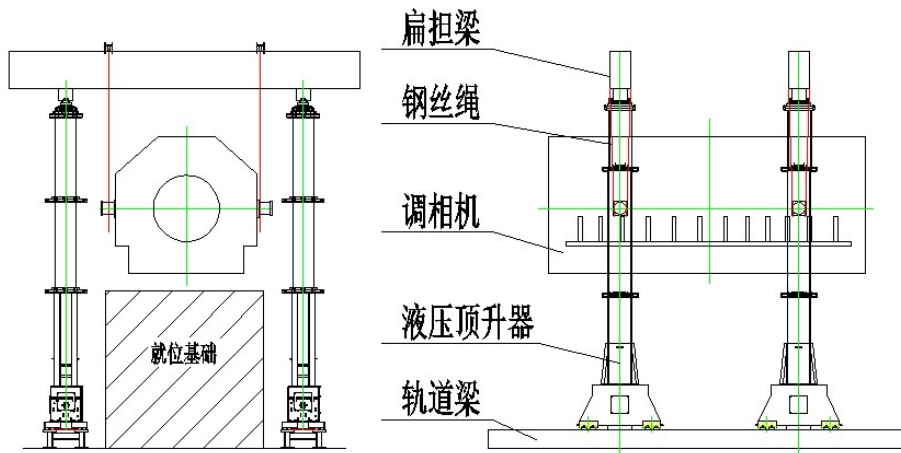 扁担梁
钢丝绳
调相机
就位基础
液压顶升器
轨道梁